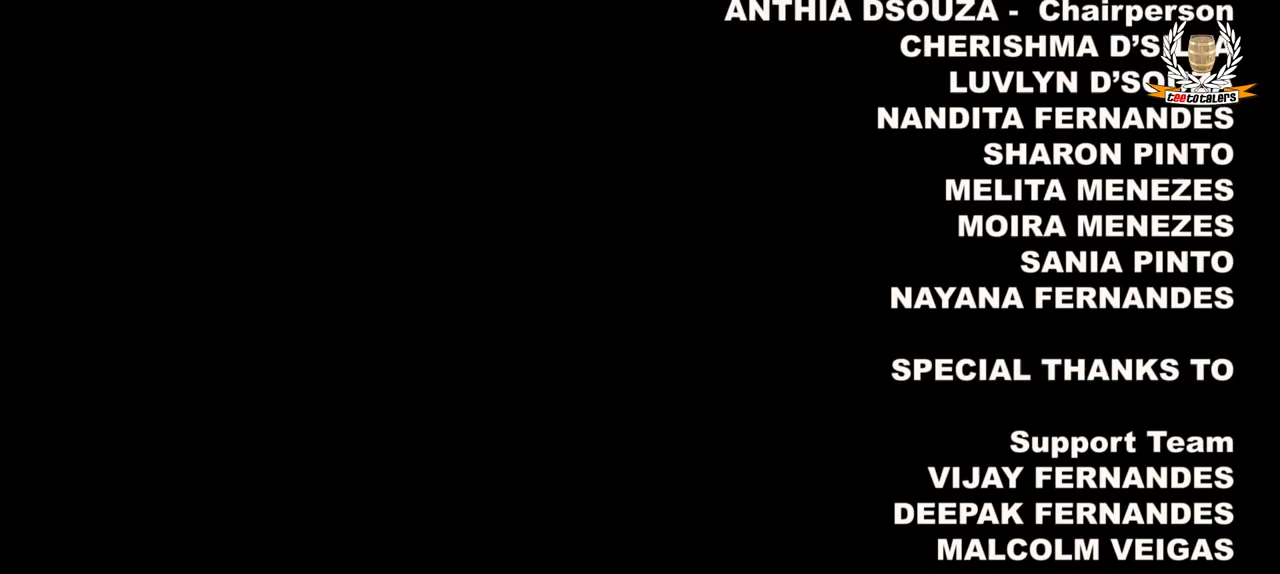 ANTHIA DSOUZA - Chairperson
CHERISHMA
LUVLYN
teetotalers
NANDITA FERNANDES
SHARON PINTO
MELITA MENEZES
MOIRA MENEZES
SANIA PINTO
NAYANA FERNANDES
SPECIAL THANKS TO
Support Team
VIJAY FERNANDES
DEEPAK FERNANDES
MALCOLM VEIGAS